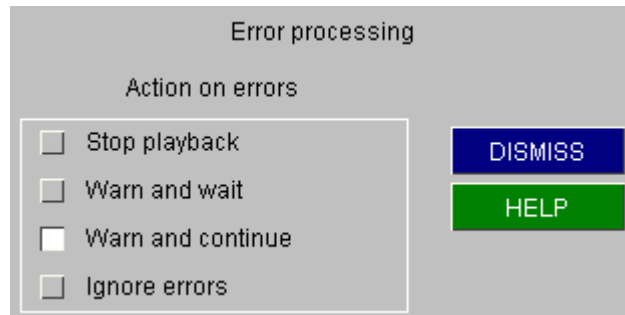 Error processing
Action on errors
Stop playback
Warn and wait
Warn and continue
Ignore errors
DISMISS
HELP